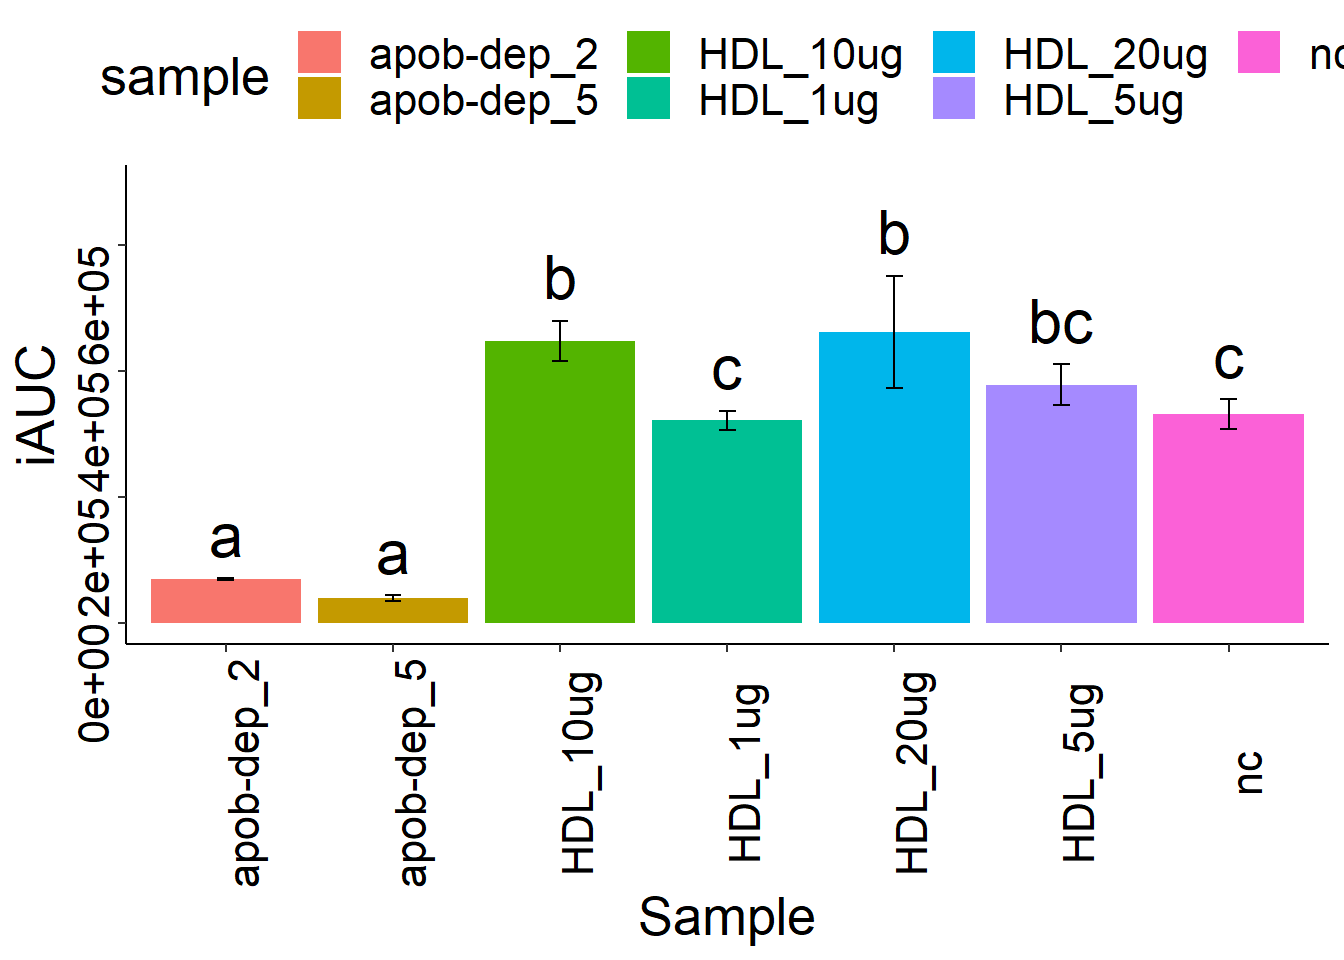 sample
apob-dep_2 HDL_10ug HDL_20ug nc
apob-dep_5 HDL_1ug HDL_5ug
b
b
bc
c
c
a
a
iAUC
0e+00 2e+05 4e+05 6e+05
apob-dep_2
apob-dep_5
HDL_10ug
HDL_1ug
HDL_20ug
HDL_5ug
nc
Sample